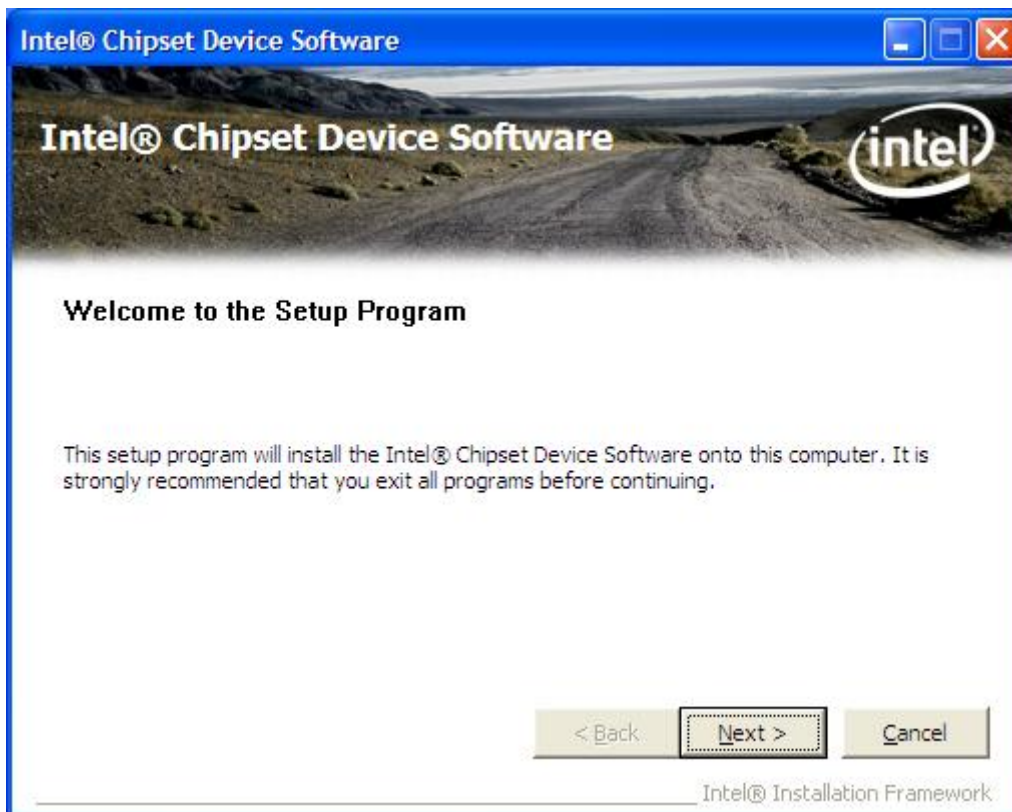 Intel® Chipset Device Software
Intel® Chipset Device Software
intel
Welcome to the Setup Program
This setup program will install the Intel® Chipset Device Software onto this computer. It is
strongly recommended that you exit all programs before continuing.
< Back
Next >
Cancel
Intel® Installation Framework